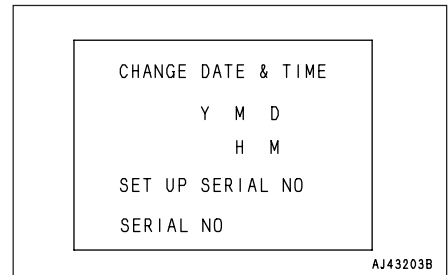 CHANGE DATE & TIME
Y M D
H M
SET UP SERIAL NO
SERIAL NO
AJ43203B